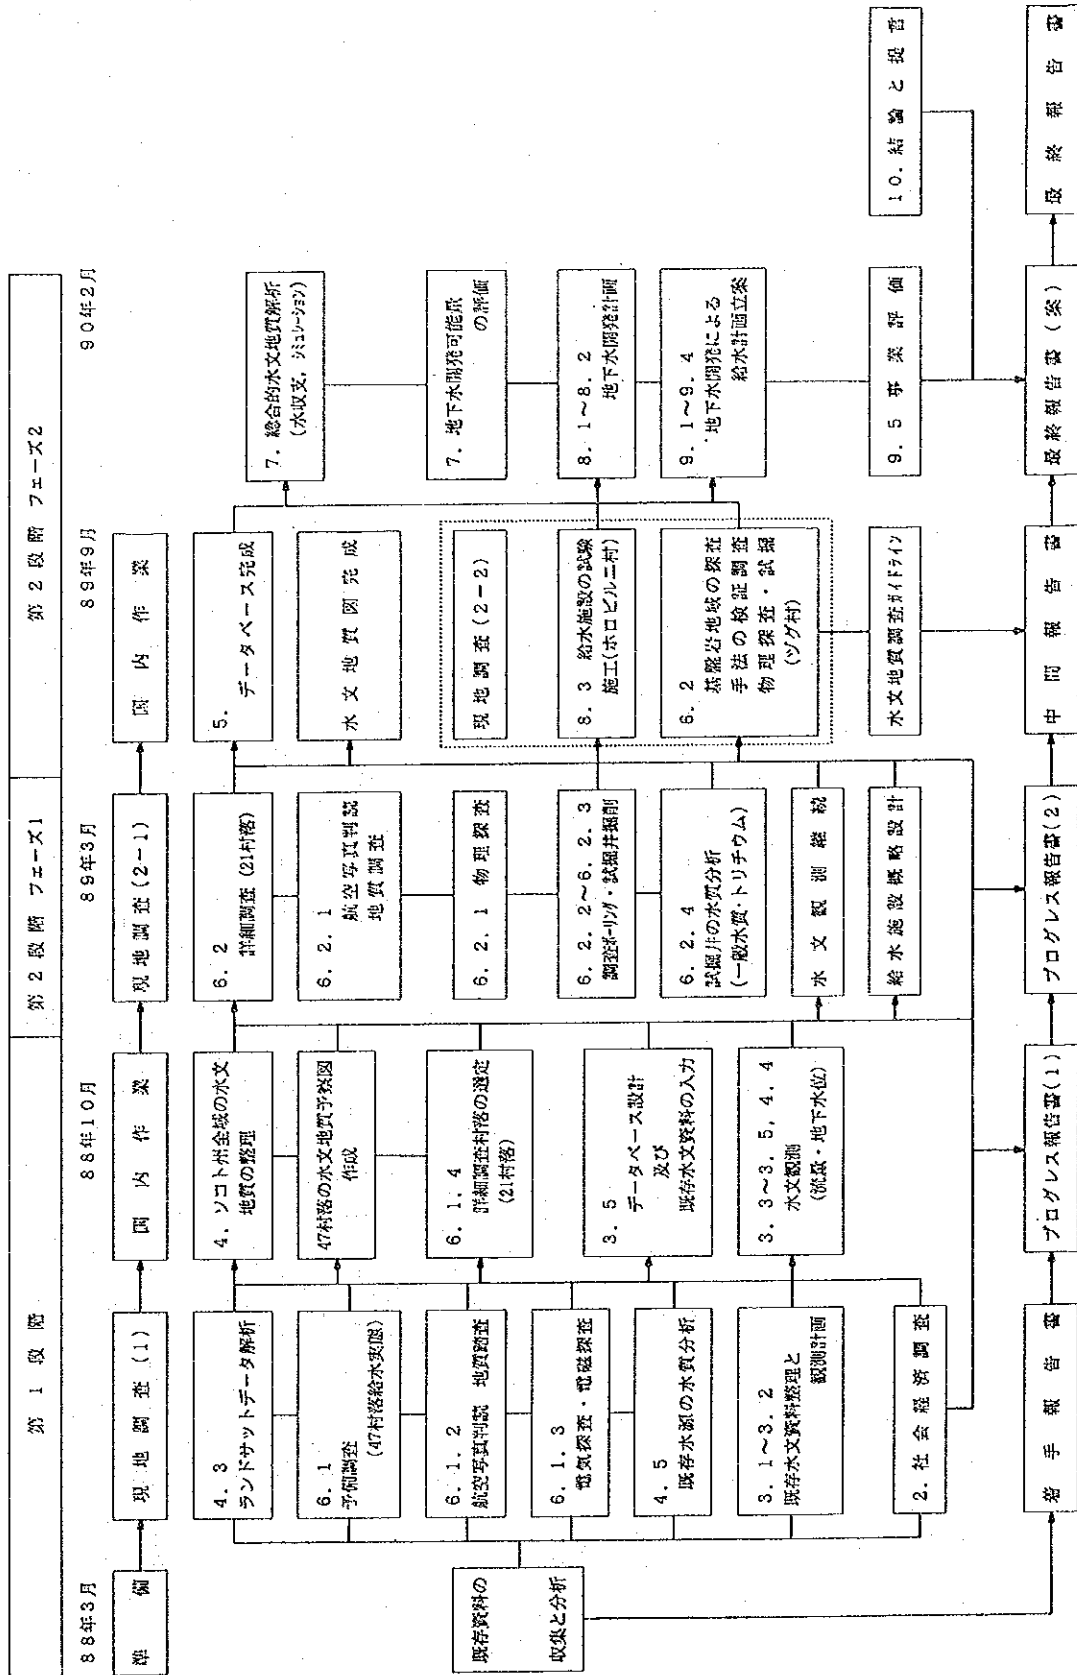 第 1 段 階
第 2 段 階 フェーズ1
第 2 段 階 フェーズ2
88年3月
88年10月
89年3月
89年9月
90年2月
準 備
現 地 調 査 (1)
国 内 作 業
現地調査(2-1)
国 内 作 業
既存資料の
収集と分析
4. 3
ランドサットデータ解析
6. 1
予備調査
(47村落給水実態)
6. 1. 2
航空写真判読 地質踏査
6. 1. 3
電気探査・電磁探査
4. 5
既存水源の水質分析
3. 1~3. 2
既存水文資料整理と
観測計画
2. 社 会 経 済 調 査
4. ソコト州全域の水文
地質の整理
47村落の水文地質予察図
作成
6. 1. 4
詳細調査村落の選定
(21村落)
3. 5
データベース設計
及び
既存水文資料の入力
3. 3~3. 5, 4. 4
水文観測
(流量・地下水位)
6. 2
詳細調査 (21村落)
6. 2. 1
航空写真判読
地質調査
6. 2. 1 物理探査
6. 2. 2~6. 2. 3
調査ボーリング・試掘井掘削
6. 2. 4
試掘井の水質分析
(一般水質・トリチウム)
水 文 観 測 継 続
給水施設概略設計
5. データベース完成
水 文 地 質 図 完 成
現地調査(2-2)
8. 3 給水施設の試験
施工(ホロビルニ村)
6. 2
基盤岩地域の探査
手法の検証調査
物理探査・試掘
(ツグ村)
水文地質調査ガイドライン
7. 総合的水文地質解析
(水収支, シミュレーション)
7. 地下水開発可能量
の評価
8. 1~8. 2
地下水開発計画
9. 1~9. 4
地下水開発による
給水計画立案
9. 5 事 業 評 価
10. 結 論 と 提 言
着 手 報 告 書
プログレス報告書(1)
プログレス報告書(2)
中 間 報 告 書
最終報告書 (案)
最 終 報 告 書